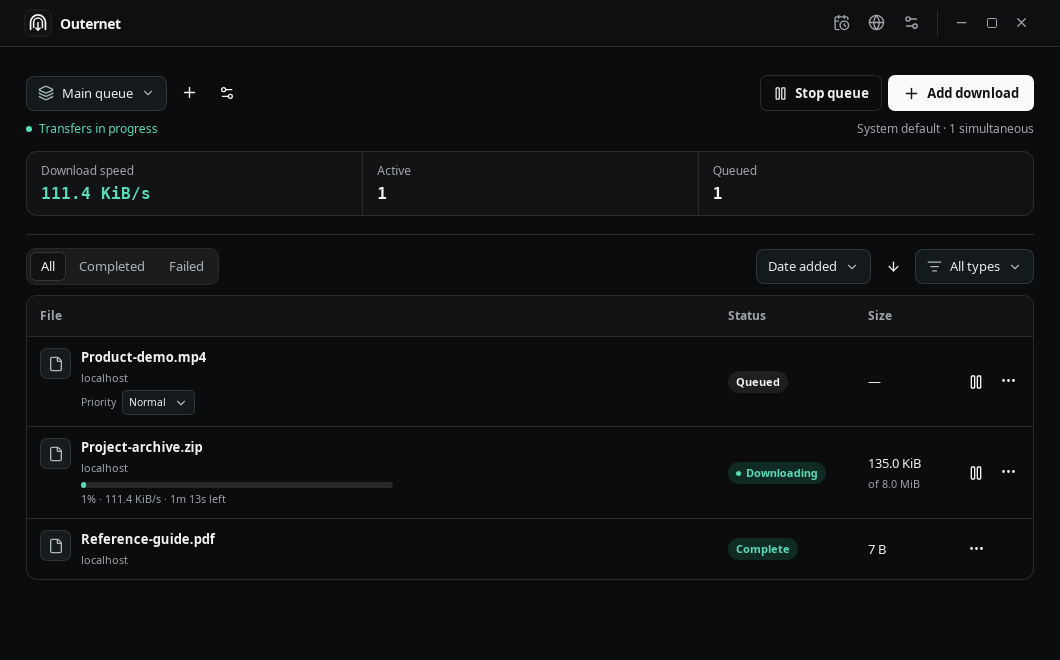 Outernet
Main queue
Stop queue
Add download
Transfers in progress
System default · 1 simultaneous
Download speed
111.4 KiB/s
Active
1
Queued
1
All
Completed
Failed
Date added
All types
File
Status
Size
Product-demo.mp4
localhost
Priority
Normal
Queued
—
Project-archive.zip
localhost
1% · 111.4 KiB/s · 1m 13s left
Downloading
135.0 KiB
of 8.0 MiB
Reference-guide.pdf
localhost
Complete
7 B